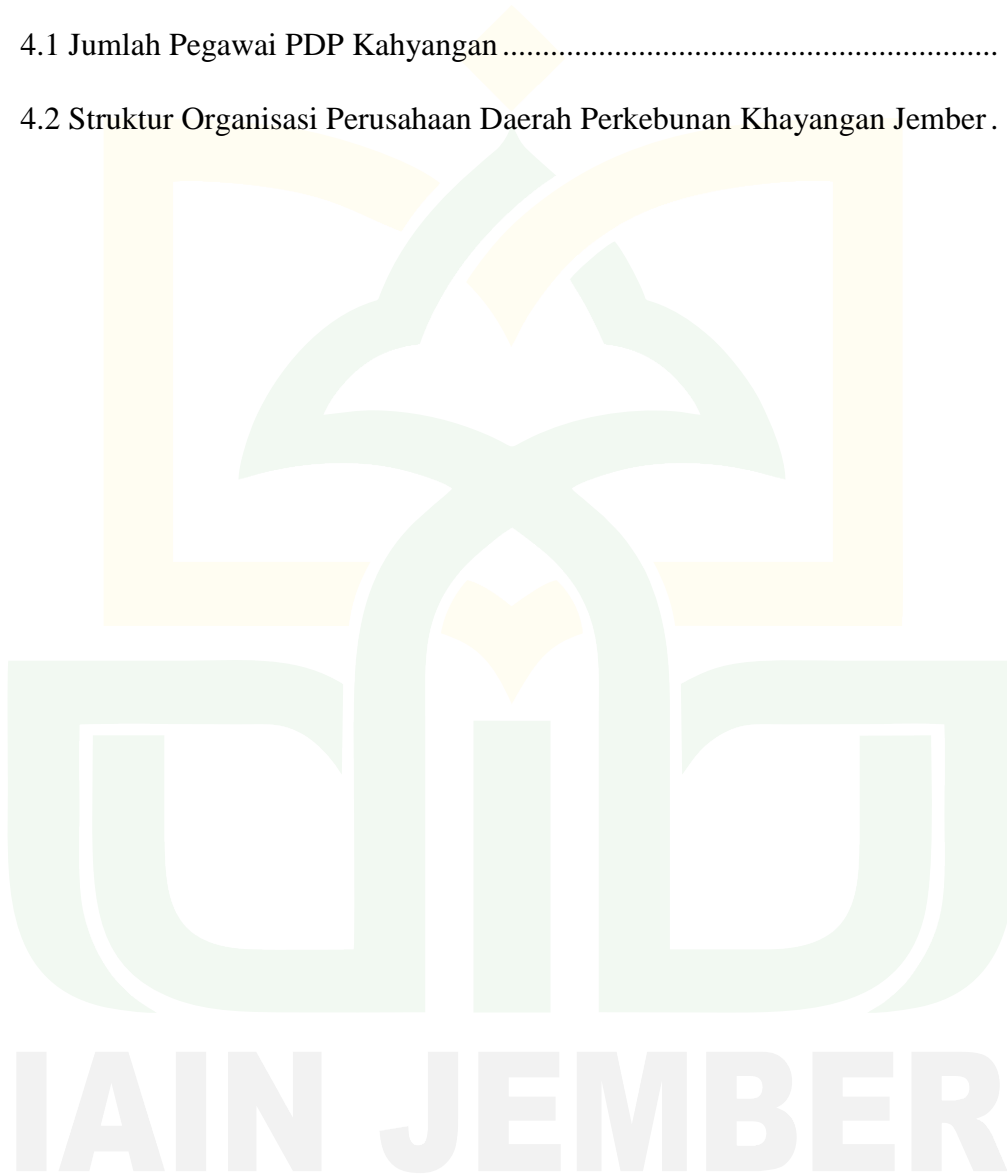 4.1 Jumlah Pegawai PDP Kahyangan ................................................................
4.2 Struktur Organisasi Perusahaan Daerah Perkebunan Khayangan Jember .
IAIN JEMBER